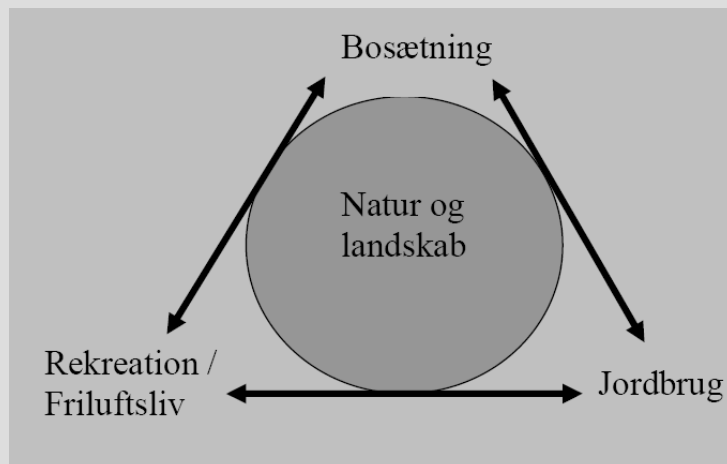 Bosætning
Natur og
landskab
Rekreation /
Friluftsliv
Jordbrug